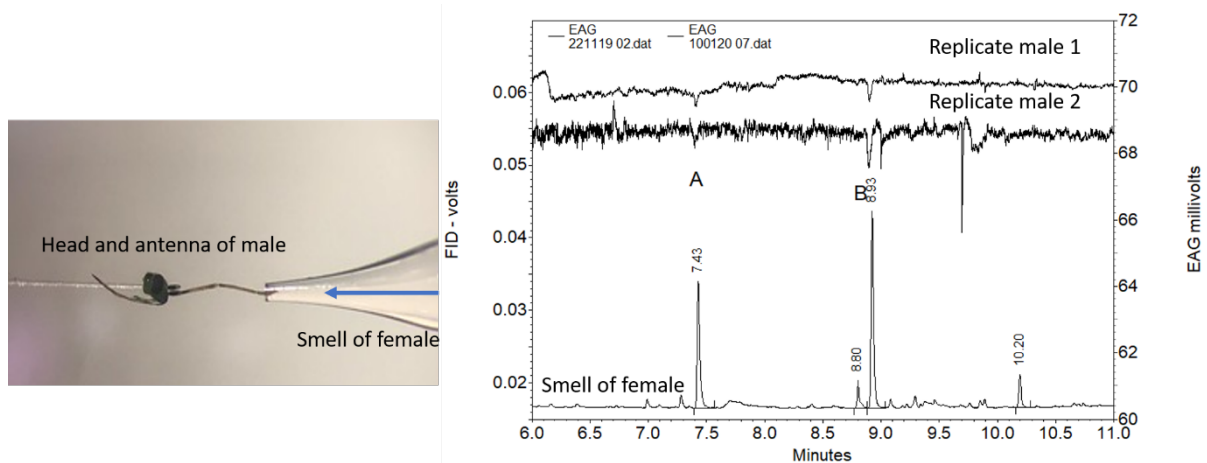 Head and antenna of male
Smell of female
EAG
221119 02.dat
EAG
100120 07.dat
Replicate male 1
Replicate male 2
A
B
7.43
8.80
8.93
10.20
Smell of female
FID - volts
0.06
0.05
0.04
0.03
0.02
EAG millivolts
72
70
68
66
64
62
60
6.0 6.5 7.0 7.5 8.0 8.5 9.0 9.5 10.0 10.5 11.0
Minutes